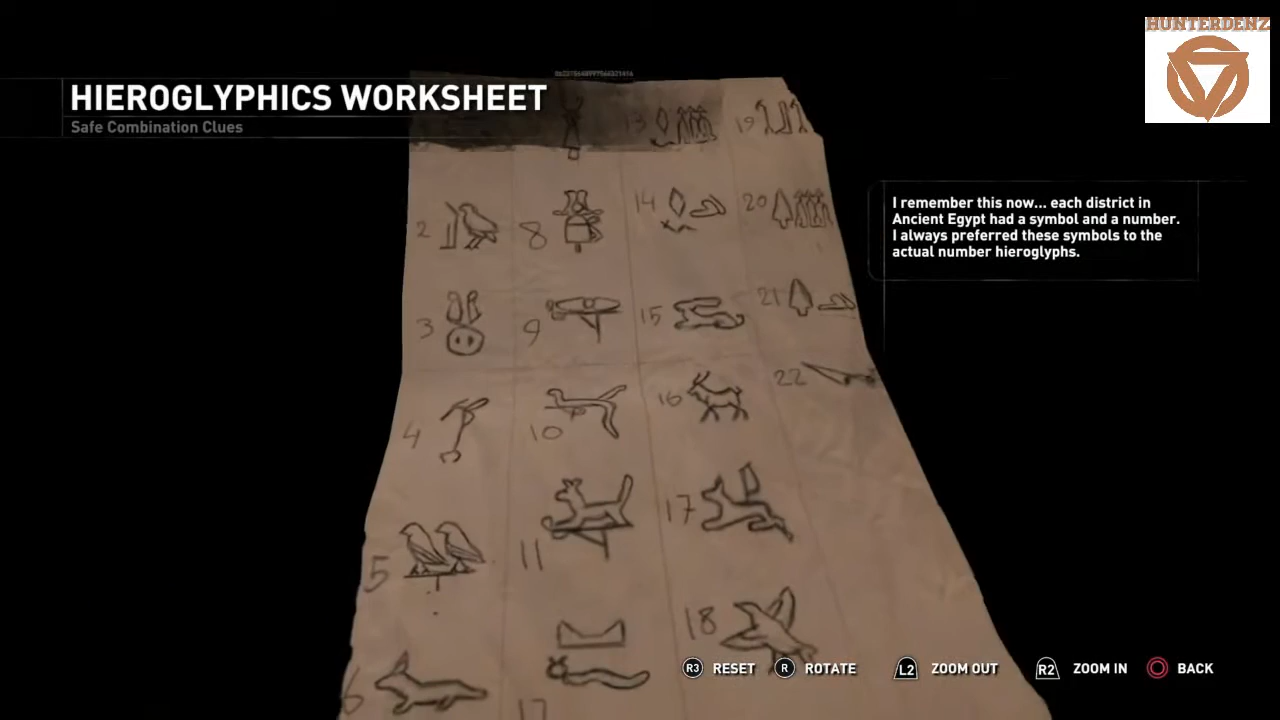 HUNTERDENZ
HIEROGLYPHICS WORKSHEET
Safe Combination Clues
I remember this now... each district in
Ancient Egypt had a symbol and a number.
I always preferred these symbols to the
actual number hieroglyphs.
13
19
2
8
14
20
3
9
15
21
4
10
16
22
5
11
17
6
18
R3 RESET R ROTATE L2 ZOOM OUT R2 ZOOM IN BACK